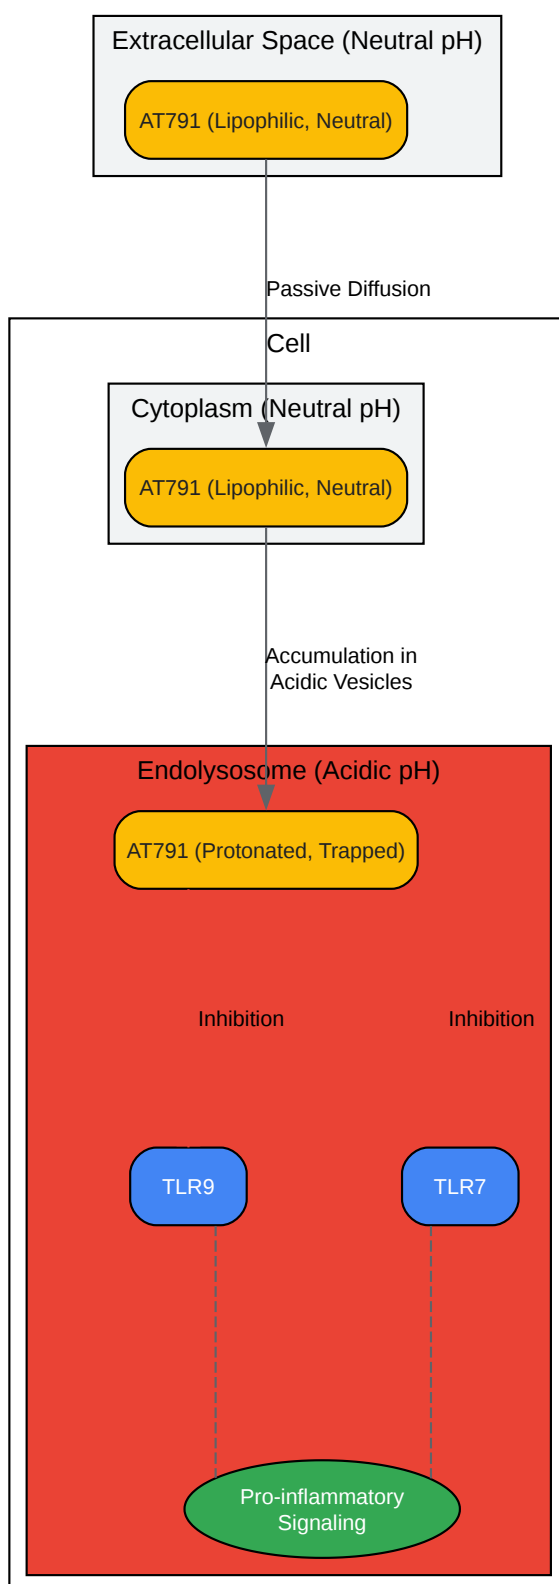 Extracellular Space (Neutral pH)
AT791 (Lipophilic, Neutral)
Passive Diffusion
Cell
Cytoplasm (Neutral pH)
AT791 (Lipophilic, Neutral)
Accumulation in
Acidic Vesicles
Endolysosome (Acidic pH)
AT791 (Protonated, Trapped)
Inhibition
Inhibition
TLR9
TLR7
Pro-inflammatory
Signaling